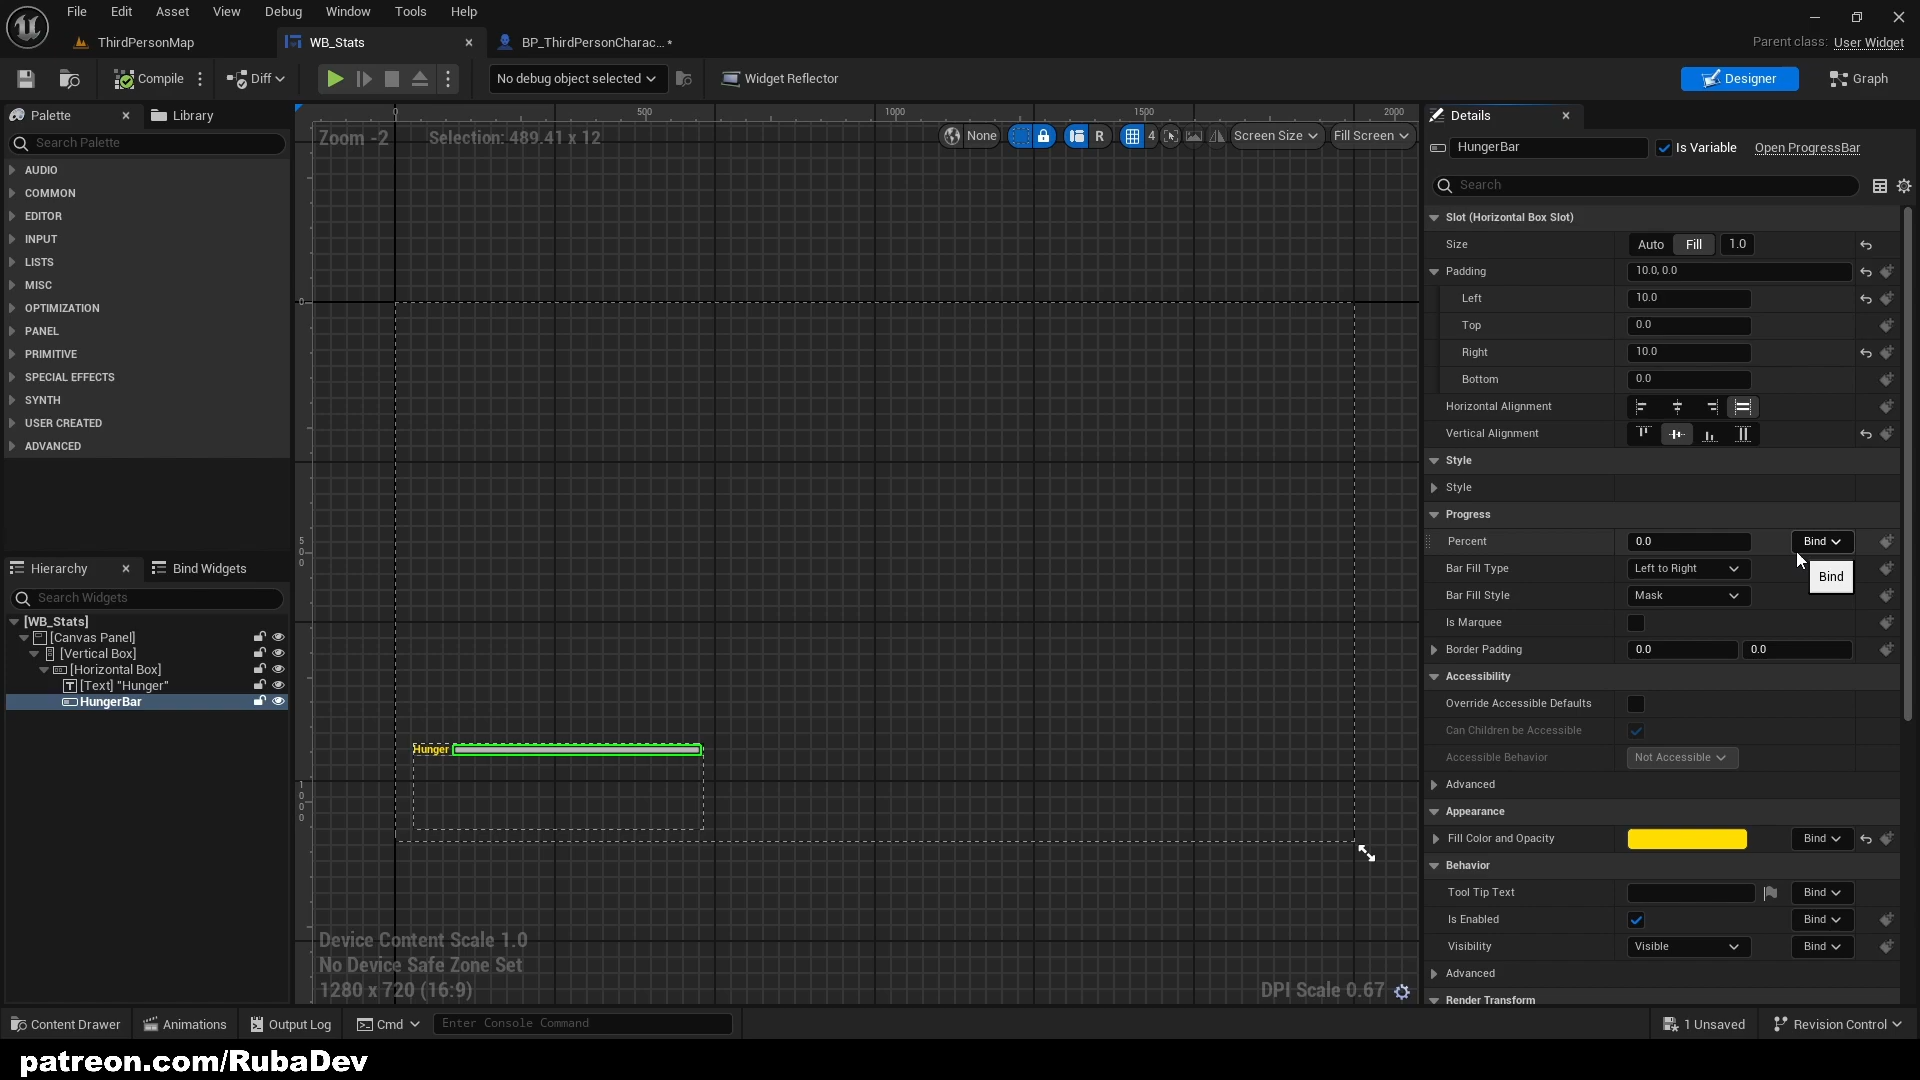 File Edit Asset View Debug Window Tools Help
ThirdPersonMap WB_Stats BP_ThirdPersonCharac... *
Parent class: User Widget
Compile Diff No debug object selected Widget Reflector Designer Graph
Palette Library
Search Palette
AUDIO
COMMON
EDITOR
INPUT
LISTS
MISC
OPTIMIZATION
PANEL
PRIMITIVE
SPECIAL EFFECTS
SYNTH
USER CREATED
ADVANCED
Hierarchy Bind Widgets
Search Widgets
[WB_Stats]
[Canvas Panel]
[Vertical Box]
[Horizontal Box]
[Text] "Hunger"
HungerBar
0 500 1000 1500 2000
Zoom -2 Selection: 489.41 x 12
None R 4 Screen Size Fill Screen
0
500
1000
Hunger
Device Content Scale 1.0
No Device Safe Zone Set
1280 x 720 (16:9)
DPI Scale 0.67
Details
HungerBar Is Variable Open ProgressBar
Search
Slot (Horizontal Box Slot)
Size Auto Fill 1.0
Padding 10.0, 0.0
Left 10.0
Top 0.0
Right 10.0
Bottom 0.0
Horizontal Alignment
Vertical Alignment
Style
Style
Progress
Percent 0.0 Bind
Bar Fill Type Left to Right
Bind
Bar Fill Style Mask
Is Marquee
Border Padding 0.0 0.0
Accessibility
Override Accessible Defaults
Can Children be Accessible
Accessible Behavior Not Accessible
Advanced
Appearance
Fill Color and Opacity Bind
Behavior
Tool Tip Text Bind
Is Enabled Bind
Visibility Visible Bind
Advanced
Render Transform
Content Drawer Animations Output Log Cmd Enter Console Command 1 Unsaved Revision Control
patreon.com/RubaDev